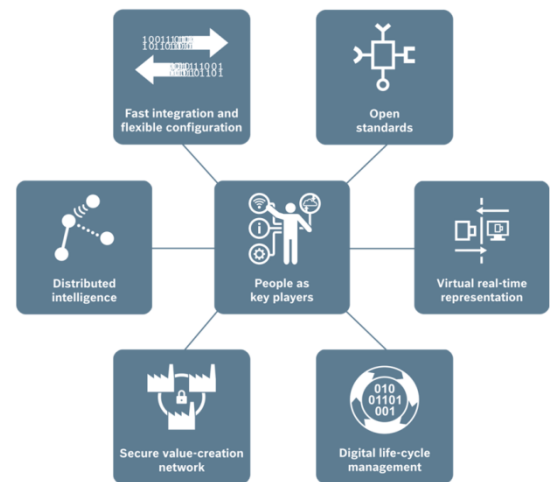 Fast integration and
flexible configuration
Open
standards
Distributed
intelligence
People as
key players
Virtual real-time
representation
Secure value-creation
network
010
01101
001
Digital life-cycle
management